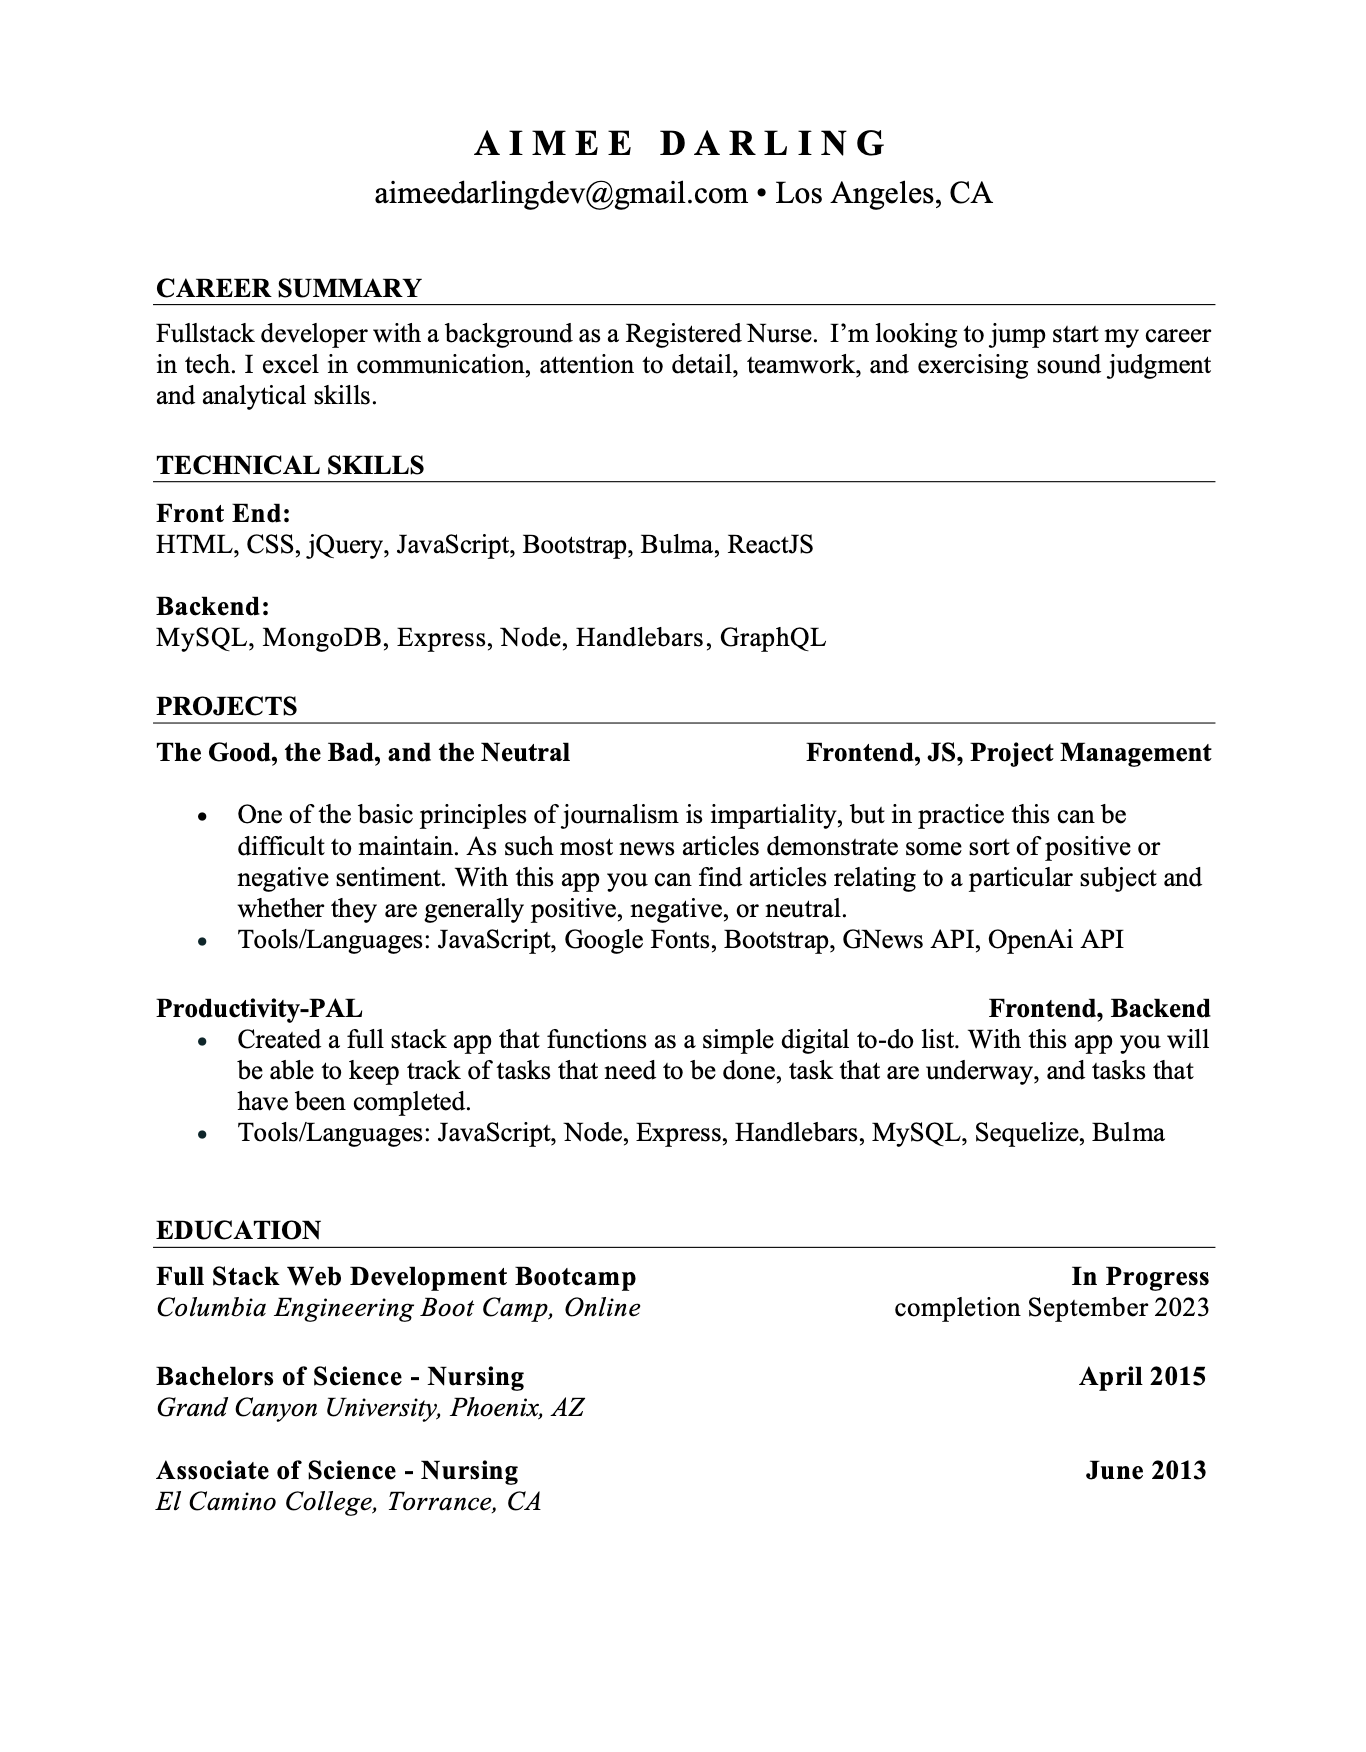 AIMEE DARLING
aimeedarlingdev@gmail.com • Los Angeles, CA
CAREER SUMMARY
Fullstack developer with a background as a Registered Nurse.  I’m looking to jump start my career
in tech. I excel in communication, attention to detail, teamwork, and exercising sound judgment
and analytical skills.
TECHNICAL SKILLS
Front End:
HTML, CSS, jQuery, JavaScript, Bootstrap, Bulma, ReactJS
Backend:
MySQL, MongoDB, Express, Node, Handlebars, GraphQL
PROJECTS
The Good, the Bad, and the Neutral Frontend, JS, Project Management
• One of the basic principles of journalism is impartiality, but in practice this can be
difficult to maintain. As such most news articles demonstrate some sort of positive or
negative sentiment. With this app you can find articles relating to a particular subject and
whether they are generally positive, negative, or neutral.
• Tools/Languages: JavaScript, Google Fonts, Bootstrap, GNews API, OpenAi API
Productivity-PAL Frontend, Backend
• Created a full stack app that functions as a simple digital to-do list. With this app you will
be able to keep track of tasks that need to be done, task that are underway, and tasks that
have been completed.
• Tools/Languages: JavaScript, Node, Express, Handlebars, MySQL, Sequelize, Bulma
EDUCATION
Full Stack Web Development Bootcamp In Progress
Columbia Engineering Boot Camp, Online completion September 2023
Bachelors of Science - Nursing April 2015
Grand Canyon University, Phoenix, AZ
Associate of Science - Nursing June 2013
El Camino College, Torrance, CA